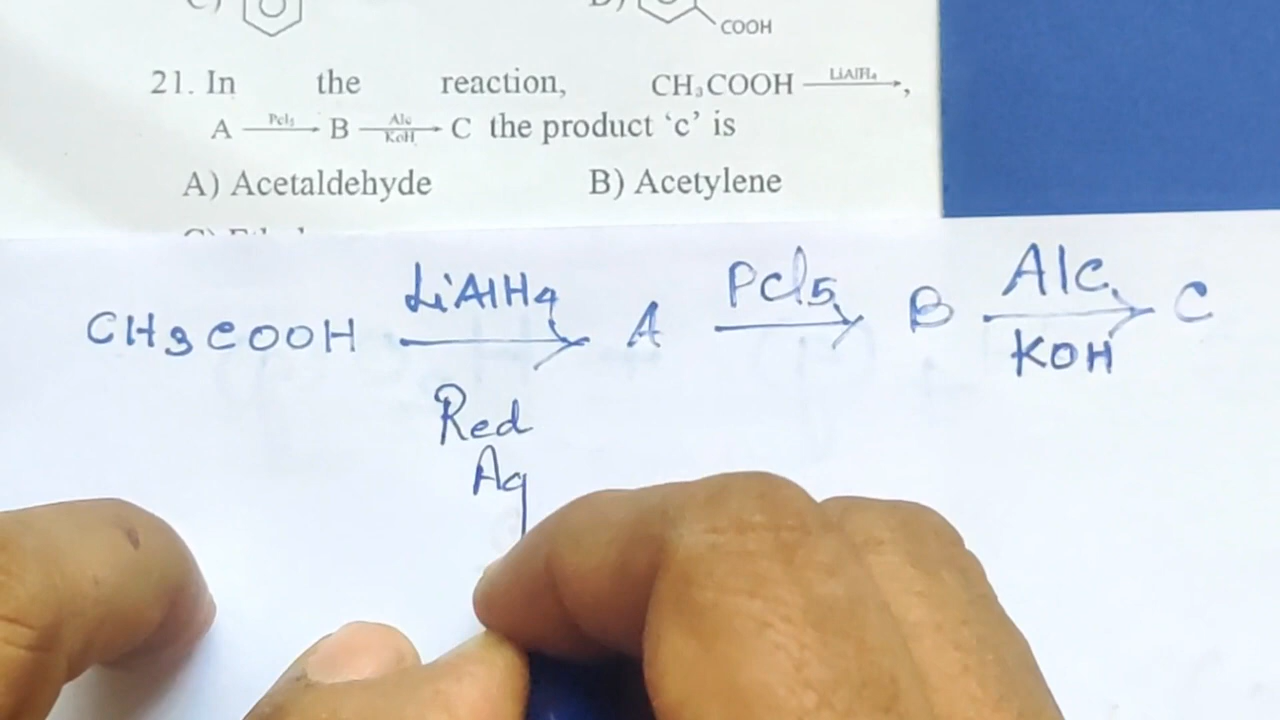 COOH
21. In the reaction, CH₃COOH LiAlH₄ ,
A Pcl₅ B Alc KoH C the product ‘c’ is
A) Acetaldehyde B) Acetylene
CH3COOH LiAlH4 A PCl5 B Alc. KOH C
Red
Ag